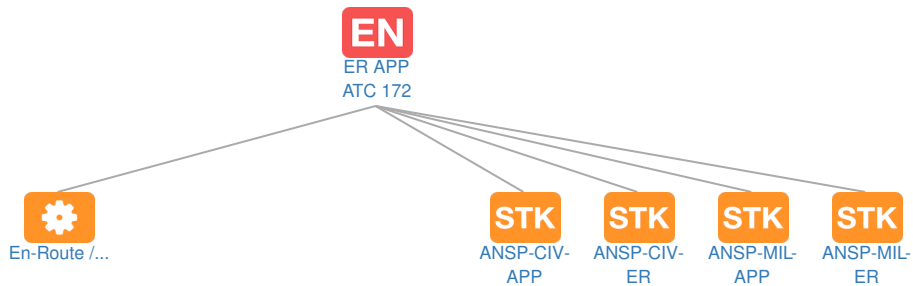 EN
ER APP
ATC 172
En-Route /...
STK
ANSP-CIV-
APP
STK
ANSP-CIV-
ER
STK
ANSP-MIL-
APP
STK
ANSP-MIL-
ER